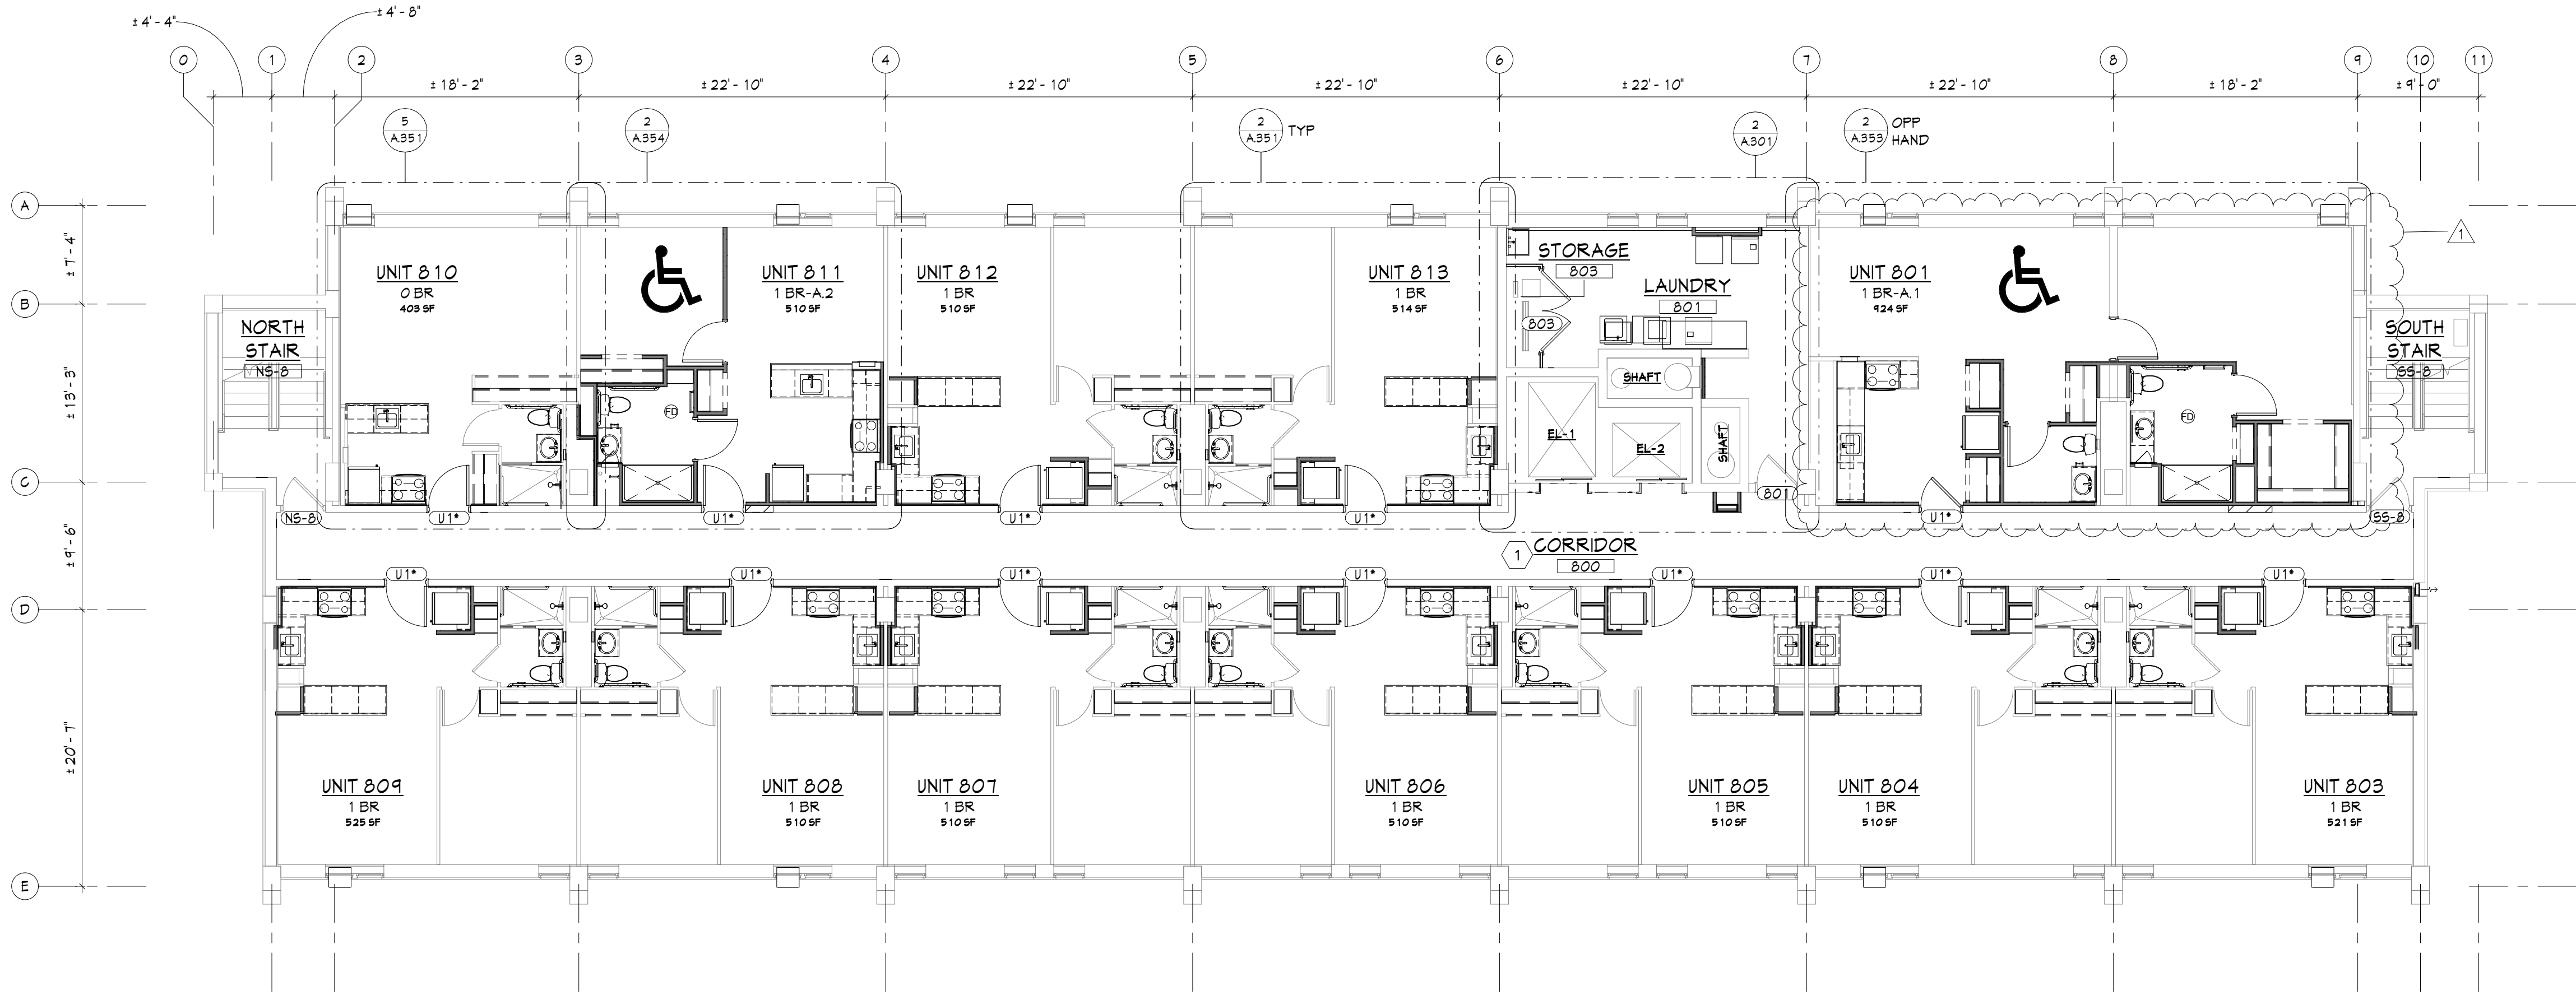 ± 4' - 4"
± 4' - 8"
0
1
2
3
4
5
6
7
8
9
10
11
± 18' - 2"
± 22' - 10"
± 22' - 10"
± 22' - 10"
± 22' - 10"
± 22' - 10"
± 18' - 2"
± 9' - 0"
5
A.351
2
A.354
2
A.351
TYP
2
A.301
2
A.353
OPP
HAND
A
B
C
D
E
± 7' - 4"
± 13' - 3"
± 9' - 6"
± 20' - 7"
1
UNIT 810
0 BR
403 SF
UNIT 811
1 BR-A.2
510 SF
UNIT 812
1 BR
510 SF
UNIT 813
1 BR
514 SF
STORAGE
803
803
LAUNDRY
801
UNIT 801
1 BR-A.1
924 SF
NORTH
STAIR
NS-8
SOUTH
STAIR
SS-8
SHAFT
SHAFT
EL-1
EL-2
FD
FD
801
NS-8
U1*
U1*
U1*
U1*
U1*
SS-8
1
CORRIDOR
800
U1*
U1*
U1*
U1*
U1*
U1*
U1*
UNIT 809
1 BR
525 SF
UNIT 808
1 BR
510 SF
UNIT 807
1 BR
510 SF
UNIT 806
1 BR
510 SF
UNIT 805
1 BR
510 SF
UNIT 804
1 BR
510 SF
UNIT 803
1 BR
521 SF